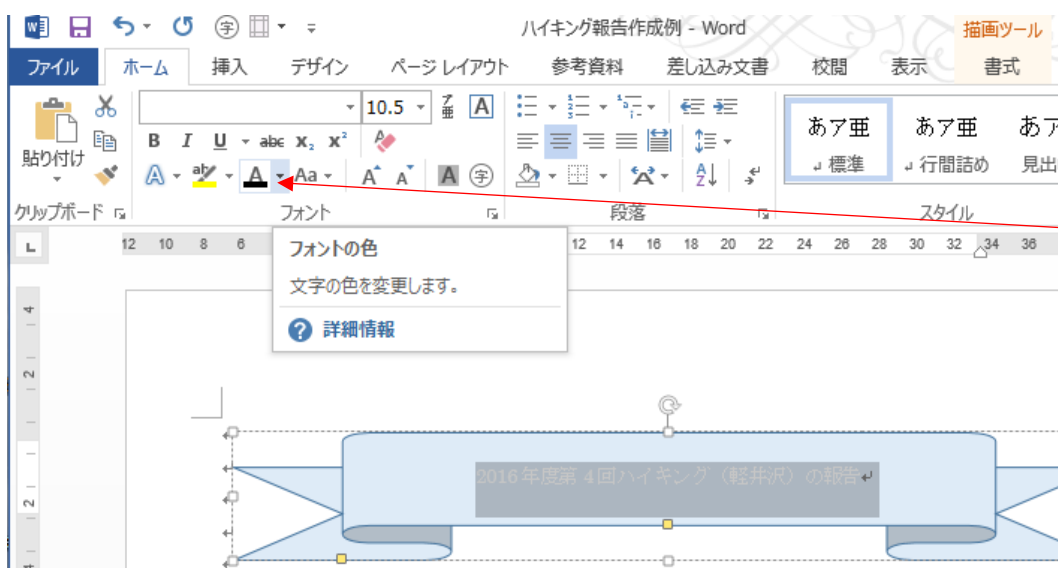 ハイキング報告作成例 - Word
描画ツール
ファイル ホーム 挿入 デザイン ページ レイアウト 参考資料 差し込み文書 校閲 表示 書式
貼り付け
10.5
ア亜 A
B I U abc x₂ x²
A aby A Aa A A A 字
あア亜 あア亜 あア
↵標準 ↵行間詰め 見出
クリップボード フォント 段落 スタイル
L 12 10 8 6 12 14 16 18 20 22 24 26 28 30 32 34 36
フォントの色
文字の色を変更します。
? 詳細情報
4
2
2
2016年度第4回ハイキング（軽井沢）の報告↵